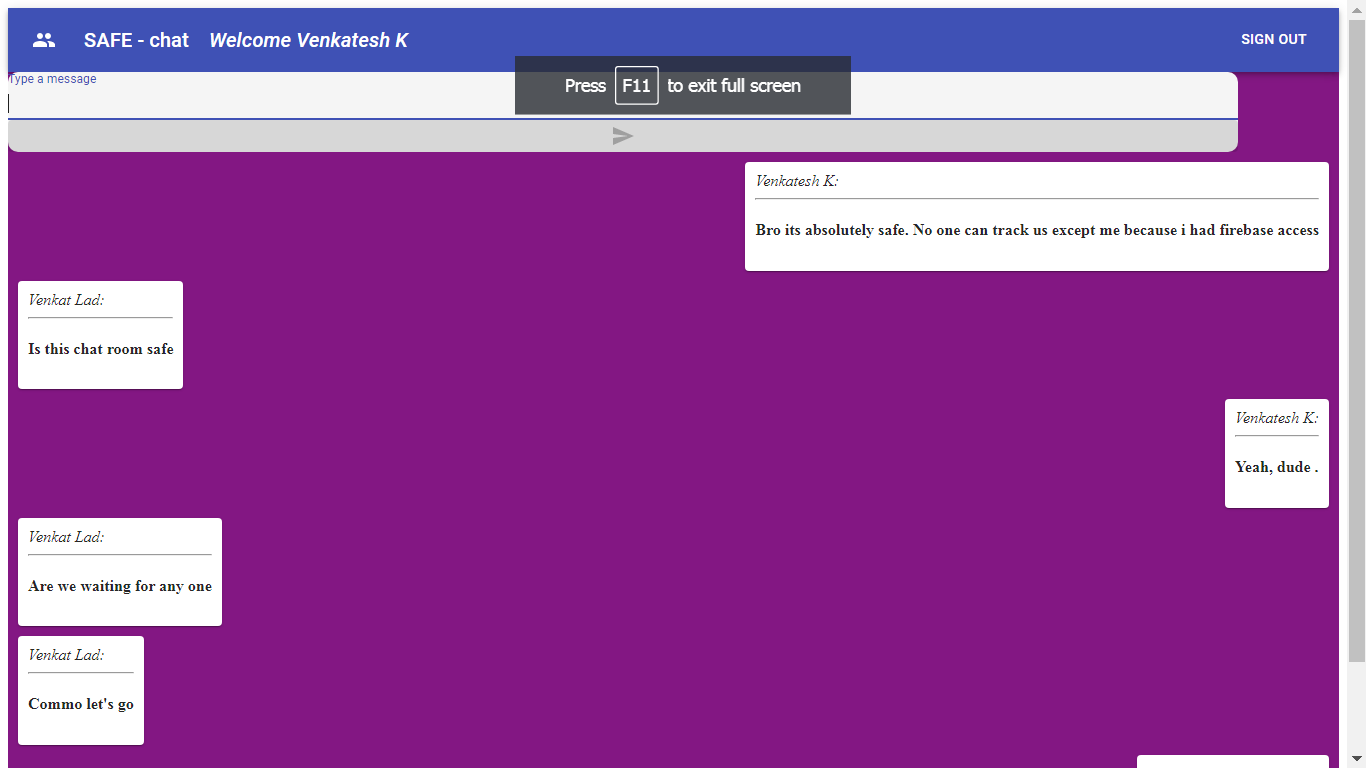 SAFE - chat Welcome Venkatesh K SIGN OUT
Type a message
Press F11 to exit full screen
Venkatesh K:
Bro its absolutely safe. No one can track us except me because i had firebase access
Venkat Lad:
Is this chat room safe
Venkatesh K:
Yeah, dude .
Venkat Lad:
Are we waiting for any one
Venkat Lad:
Commo let's go